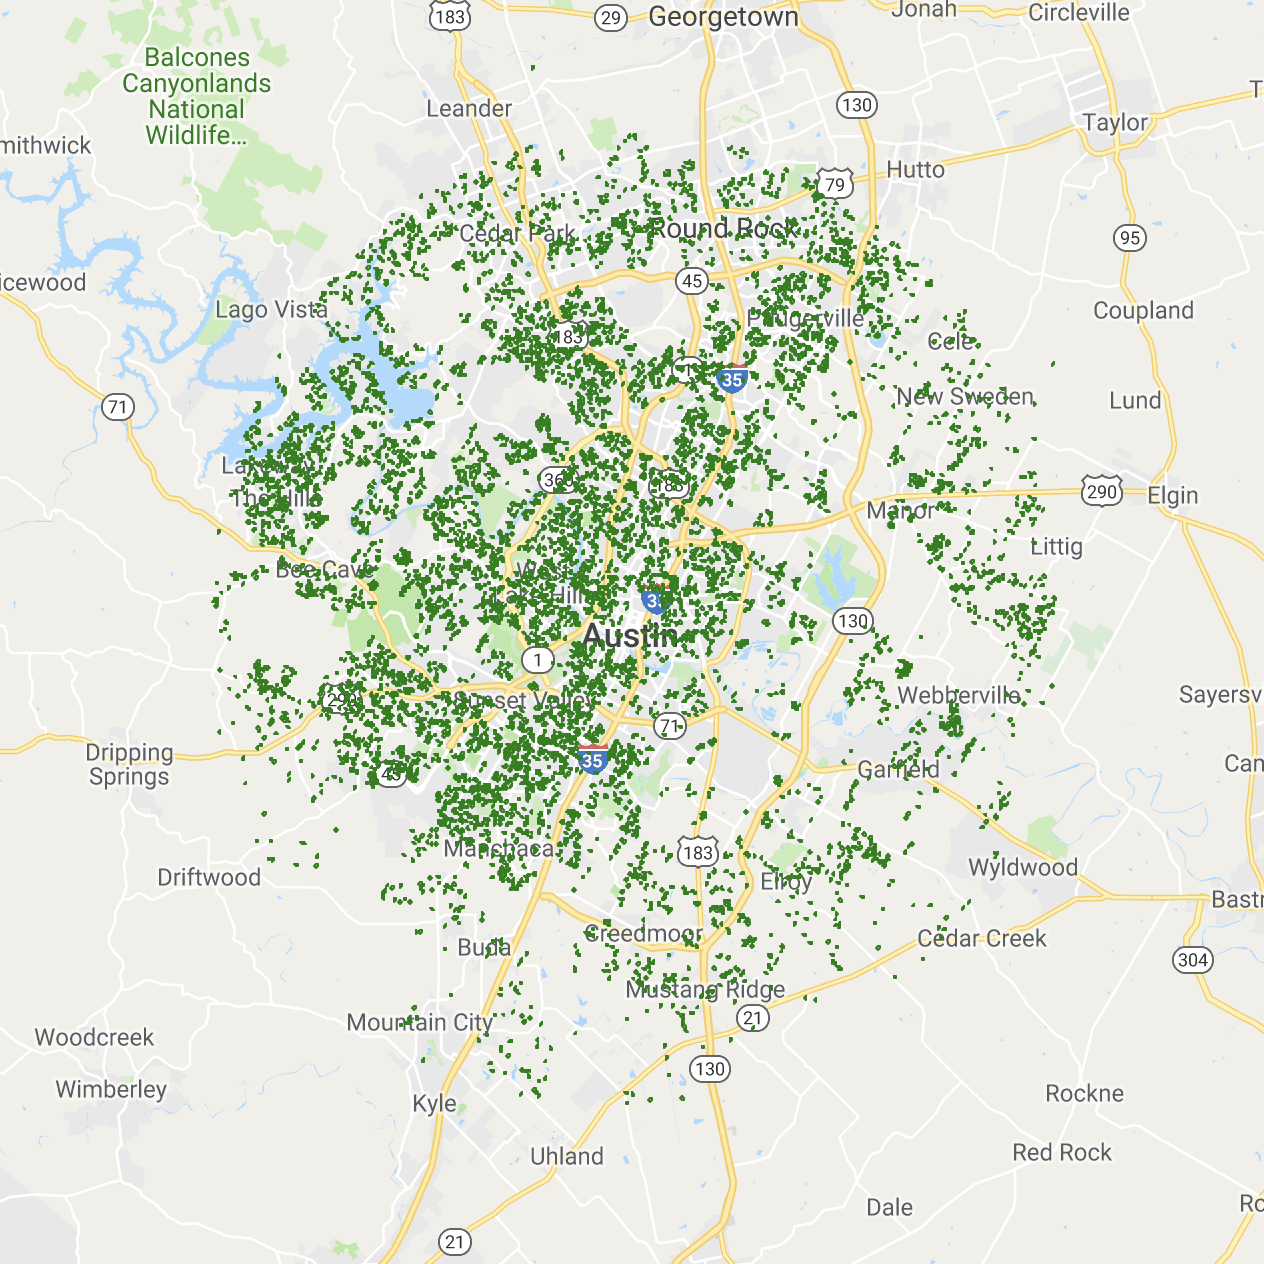 183
29
Georgetown
Jonah
Circleville
Balcones
Canyonlands
National
Wildlife...
Leander
130
Taylor
mithwick
Hutto
79
Cedar Park
Round Rock
95
icewood
45
Lago Vista
Coupland
183
Pflugerville
Cele
1
35
71
New Sweden
Lund
The Hills
360
183
290
Elgin
Manor
Littig
Bee Cave
West
Lake Hills
35
130
Austin
1
290
Sunset Valley
71
Webberville
Sayersv
Dripping
Springs
45
35
Garfield
Can
Manchaca
183
Driftwood
Elroy
Wyldwood
Bastr
Buda
Creedmoor
Cedar Creek
304
Mustang Ridge
Mountain City
21
Woodcreek
130
Wimberley
Kyle
Rockne
Uhland
Red Rock
Dale
Ro
21